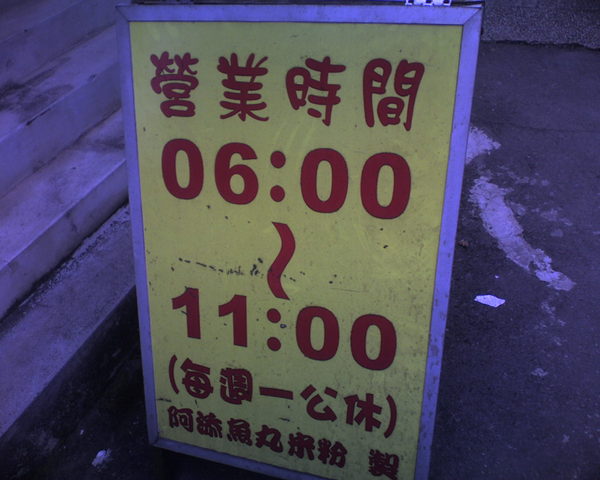 營業時間
06:00
~
11:00
(每週一公休)
阿添魚丸米粉 製